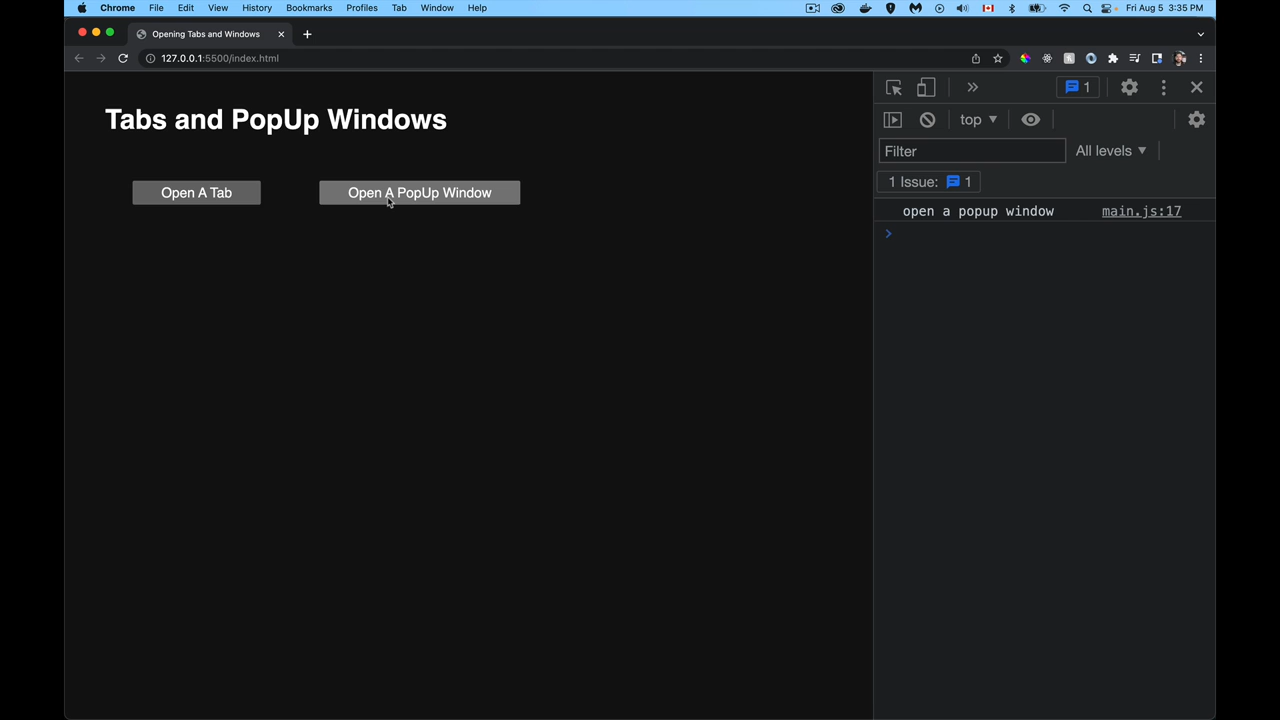 Chrome File Edit View History Bookmarks Profiles Tab Window Help Fri Aug 5 3:35 PM
Opening Tabs and Windows
127.0.0.1:5500/index.html
1
top
Filter All levels
1 Issue: 1
open a popup window main.js:17
>
Tabs and PopUp Windows
Open A Tab Open A PopUp Window